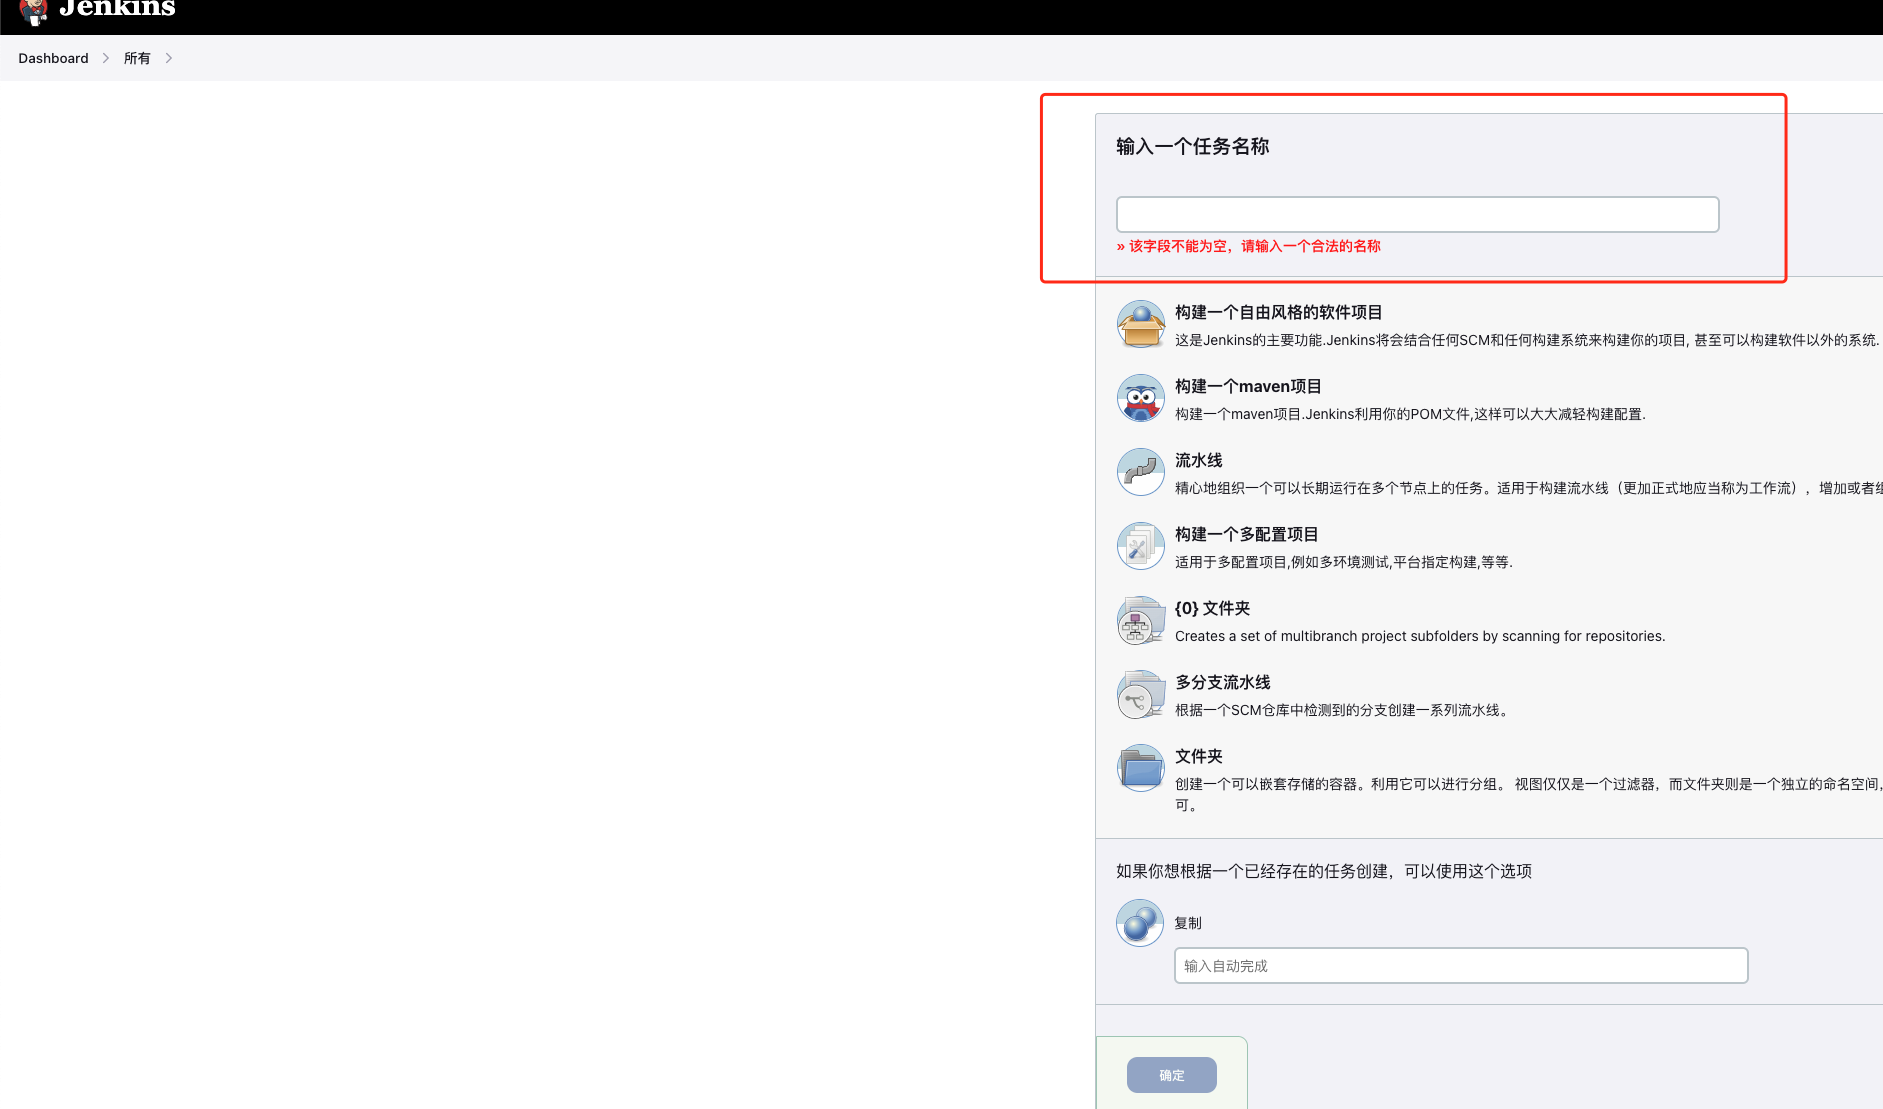 Jenkins
Dashboard
所有
输入一个任务名称
» 该字段不能为空，请输入一个合法的名称
构建一个自由风格的软件项目
这是Jenkins的主要功能.Jenkins将会结合任何SCM和任何构建系统来构建你的项目, 甚至可以构建软件以外的系统.
构建一个maven项目
构建一个maven项目.Jenkins利用你的POM文件,这样可以大大减轻构建配置.
流水线
精心地组织一个可以长期运行在多个节点上的任务。适用于构建流水线（更加正式地应当称为工作流），增加或者组
构建一个多配置项目
适用于多配置项目,例如多环境测试,平台指定构建,等等.
{0} 文件夹
Creates a set of multibranch project subfolders by scanning for repositories.
多分支流水线
根据一个SCM仓库中检测到的分支创建一系列流水线。
文件夹
创建一个可以嵌套存储的容器。利用它可以进行分组。 视图仅仅是一个过滤器，而文件夹则是一个独立的命名空间，
可。
如果你想根据一个已经存在的任务创建，可以使用这个选项
复制
输入自动完成
确定